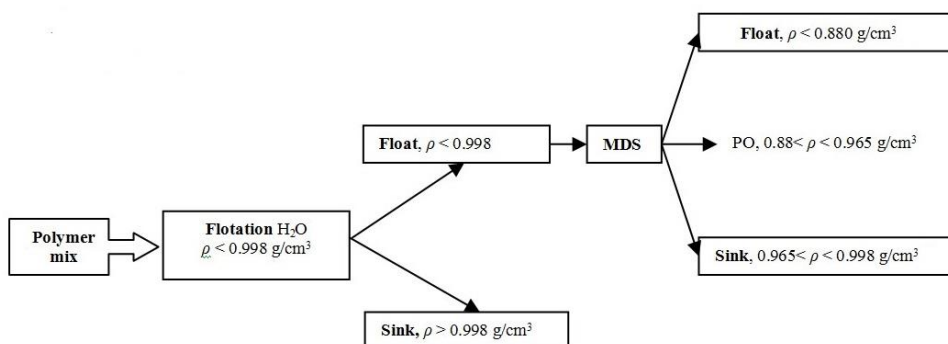 Float, ρ < 0.880 g/cm³
Float, ρ < 0.998
MDS
PO, 0.88< ρ < 0.965 g/cm³
Polymer
mix
Flotation H₂O
ρ < 0.998 g/cm³
Sink, 0.965< ρ < 0.998 g/cm³
Sink, ρ > 0.998 g/cm³